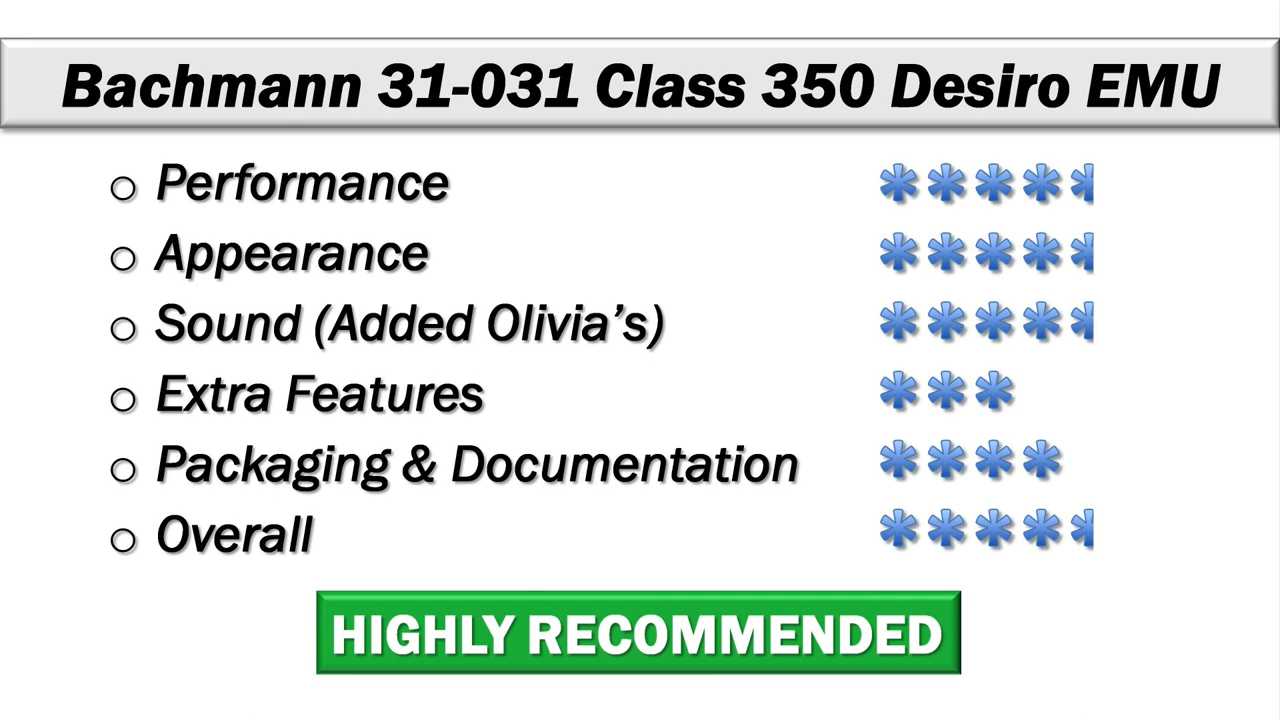 Bachmann 31-031 Class 350 Desiro EMU
Performance
Appearance
Sound (Added Olivia’s)
Extra Features
Packaging & Documentation
Overall
HIGHLY RECOMMENDED